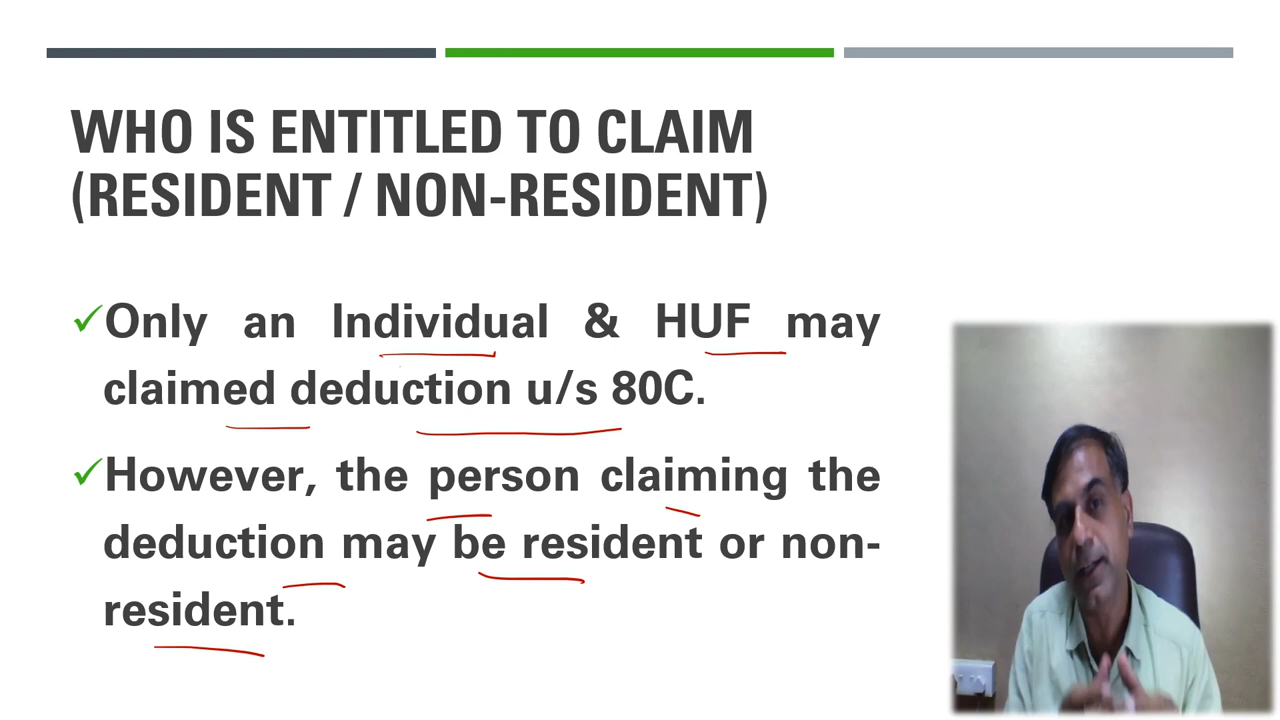 WHO IS ENTITLED TO CLAIM
(RESIDENT / NON-RESIDENT)
✓Only an Individual & HUF may
claimed deduction u/s 80C.
✓However, the person claiming the
deduction may be resident or non-
resident.